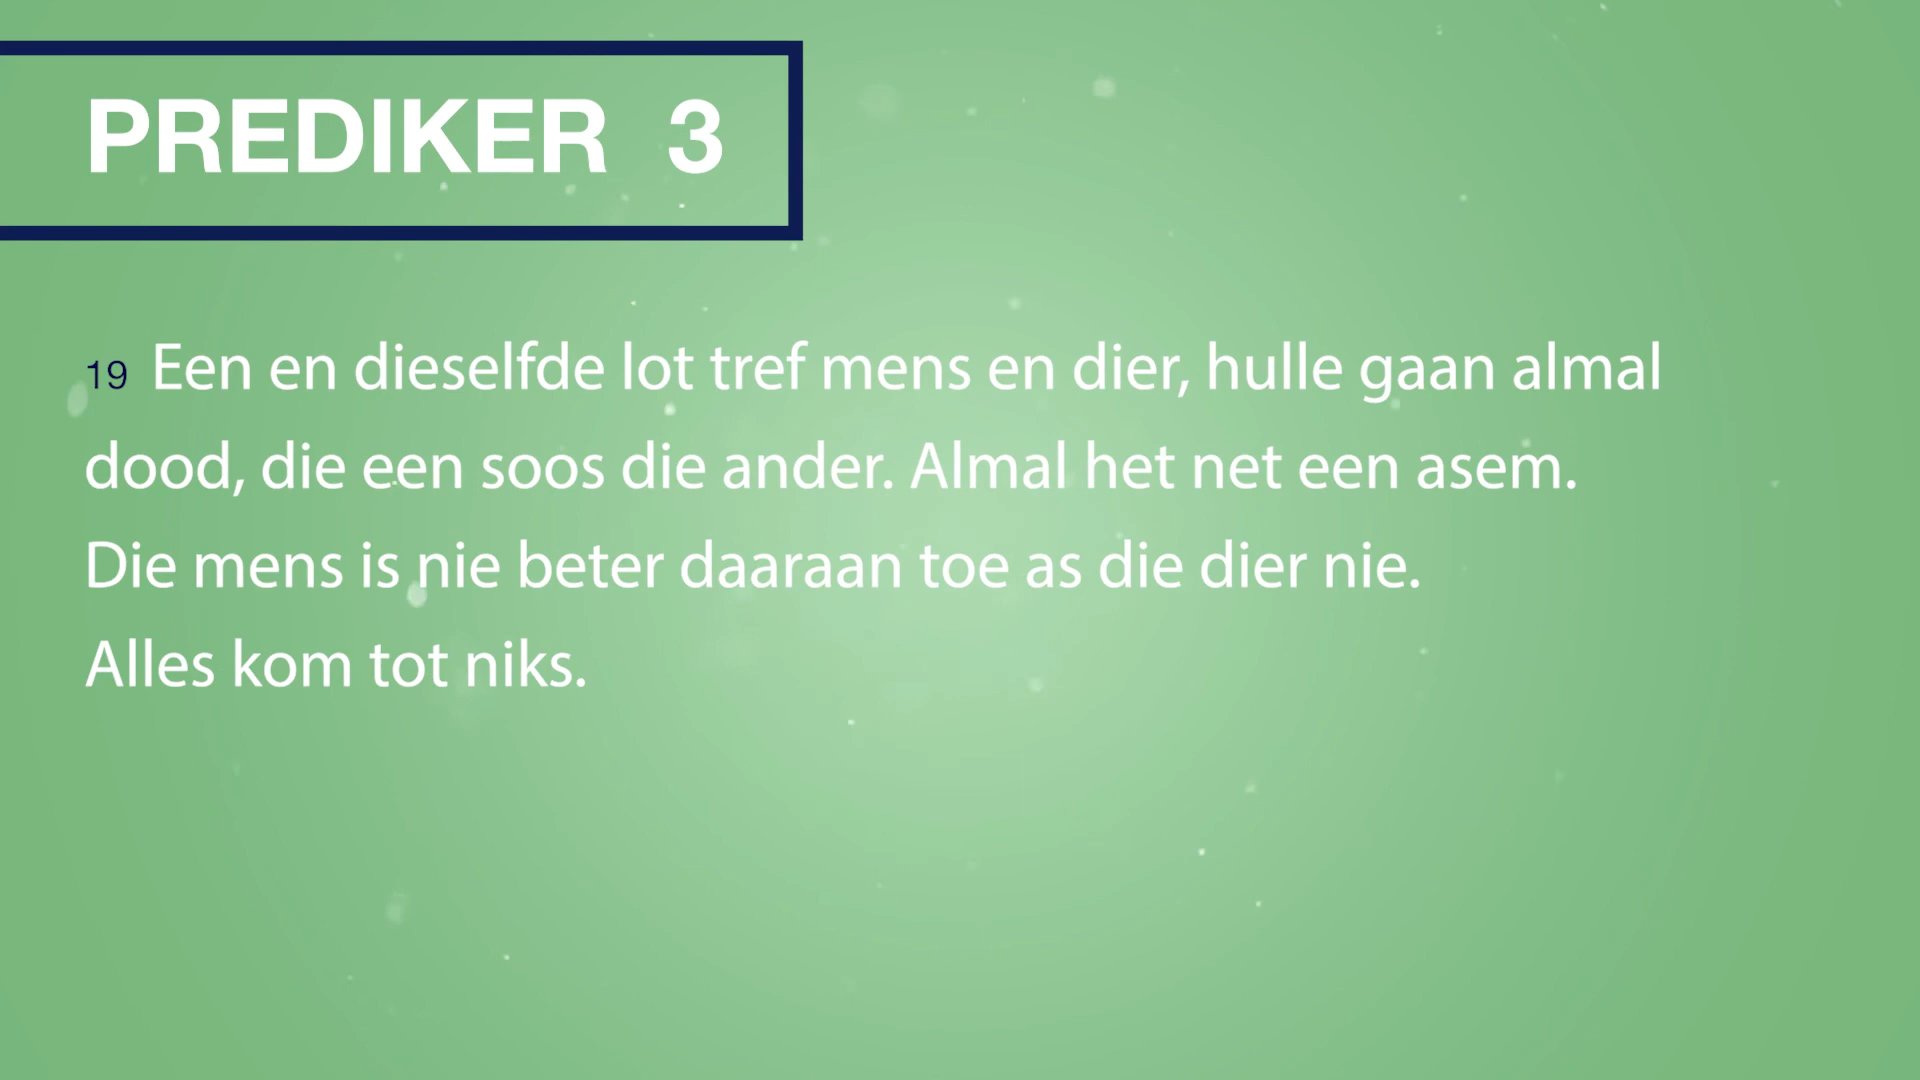 PREDIKER 3
19 Een en dieselfde lot tref mens en dier, hulle gaan almal
dood, die een soos die ander. Almal het net een asem.
Die mens is nie beter daaraan toe as die dier nie.
Alles kom tot niks.